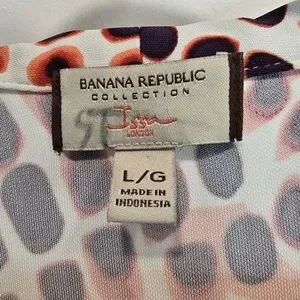 BANANA REPUBLIC
COLLECTION
Issa
LONDON
L/G
MADE IN
INDONESIA